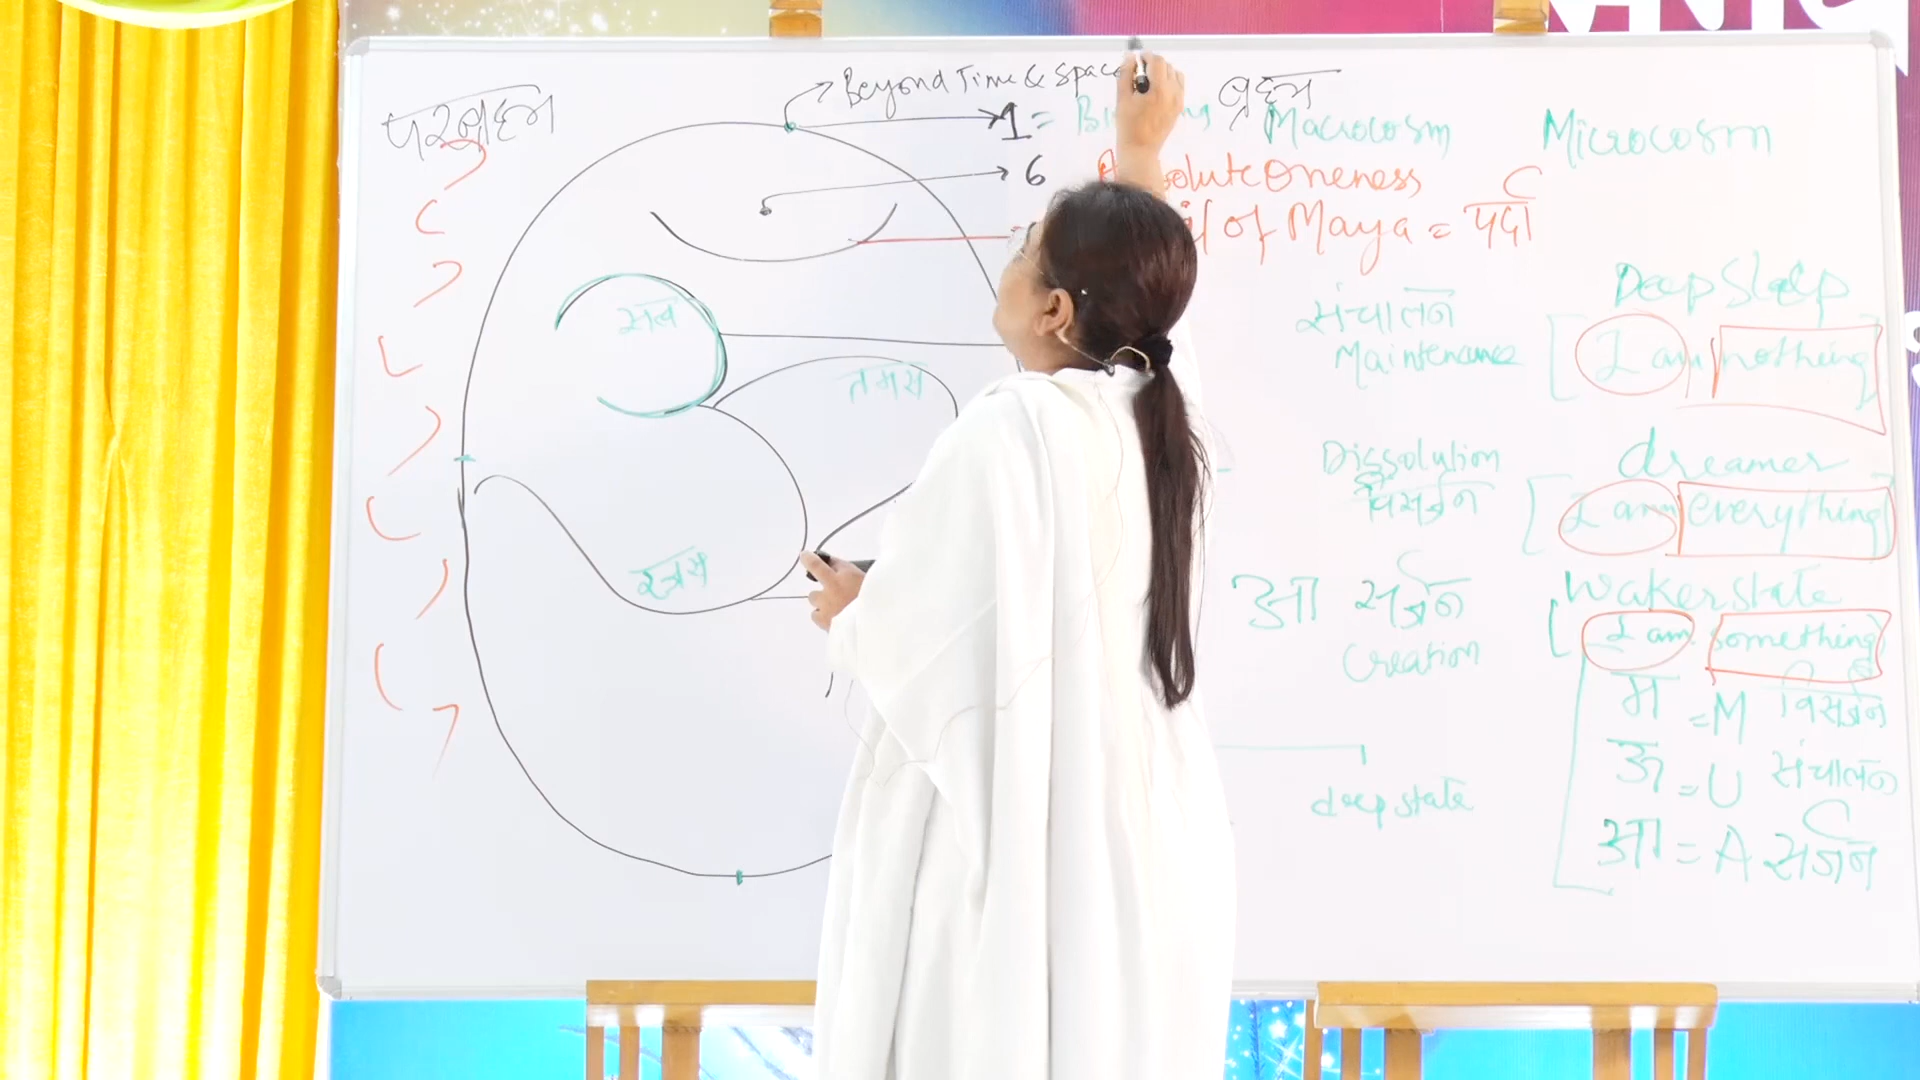 Beyond Time & Space
परब्रह्म
ब्रह्म
1 =
Macrocosm
Microcosm
6
Absolute Oneness
of Maya = पर्दा
सत्व
संचालन
Maintenance
Deep Sleep
I am nothing
तमस
Dissolution
विसर्जन
dreamer
I am everything
रजस
आ सर्जन
Creation
waker state
I am something
म = M विसर्जन
ऊ = U संचालन
deep state
आ = A सर्जन